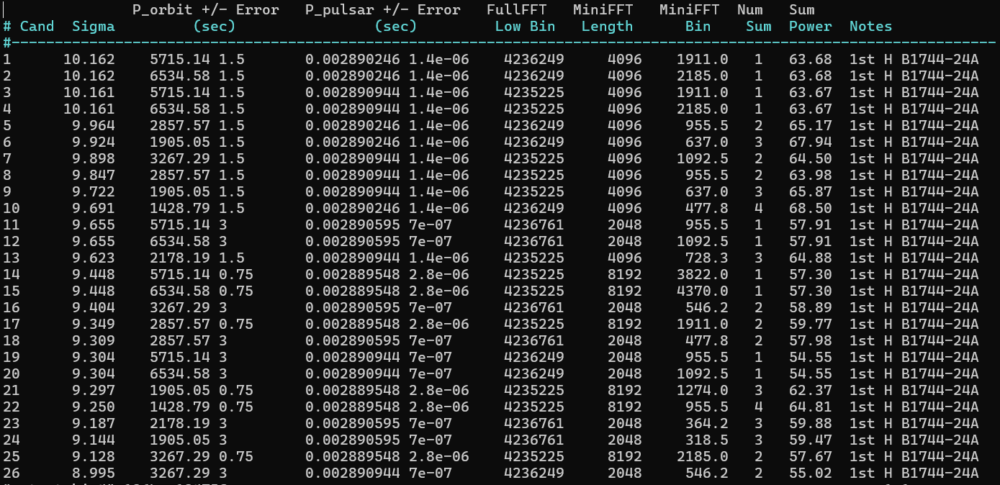 P_orbit +/- Error P_pulsar +/- Error FullFFT MiniFFT MiniFFT Num Sum
# Cand Sigma (sec) (sec) Low Bin Length Bin Sum Power Notes
#-------------------------------------------------------------------------------------------------------------------
1 10.162 5715.14 1.5 0.002890246 1.4e-06 4236249 4096 1911.0 1 63.68 1st H B1744-24A
2 10.162 6534.58 1.5 0.002890246 1.4e-06 4236249 4096 2185.0 1 63.68 1st H B1744-24A
3 10.161 5715.14 1.5 0.002890944 1.4e-06 4235225 4096 1911.0 1 63.67 1st H B1744-24A
4 10.161 6534.58 1.5 0.002890944 1.4e-06 4235225 4096 2185.0 1 63.67 1st H B1744-24A
5 9.964 2857.57 1.5 0.002890246 1.4e-06 4236249 4096 955.5 2 65.17 1st H B1744-24A
6 9.924 1905.05 1.5 0.002890246 1.4e-06 4236249 4096 637.0 3 67.94 1st H B1744-24A
7 9.898 3267.29 1.5 0.002890944 1.4e-06 4235225 4096 1092.5 2 64.50 1st H B1744-24A
8 9.847 2857.57 1.5 0.002890944 1.4e-06 4235225 4096 955.5 2 63.98 1st H B1744-24A
9 9.722 1905.05 1.5 0.002890944 1.4e-06 4235225 4096 637.0 3 65.87 1st H B1744-24A
10 9.691 1428.79 1.5 0.002890246 1.4e-06 4236249 4096 477.8 4 68.50 1st H B1744-24A
11 9.655 5715.14 3 0.002890595 7e-07 4236761 2048 955.5 1 57.91 1st H B1744-24A
12 9.655 6534.58 3 0.002890595 7e-07 4236761 2048 1092.5 1 57.91 1st H B1744-24A
13 9.623 2178.19 1.5 0.002890944 1.4e-06 4235225 4096 728.3 3 64.88 1st H B1744-24A
14 9.448 5715.14 0.75 0.002889548 2.8e-06 4235225 8192 3822.0 1 57.30 1st H B1744-24A
15 9.448 6534.58 0.75 0.002889548 2.8e-06 4235225 8192 4370.0 1 57.30 1st H B1744-24A
16 9.404 3267.29 3 0.002890595 7e-07 4236761 2048 546.2 2 58.89 1st H B1744-24A
17 9.349 2857.57 0.75 0.002889548 2.8e-06 4235225 8192 1911.0 2 59.77 1st H B1744-24A
18 9.309 2857.57 3 0.002890595 7e-07 4236761 2048 477.8 2 57.98 1st H B1744-24A
19 9.304 5715.14 3 0.002890944 7e-07 4236249 2048 955.5 1 54.55 1st H B1744-24A
20 9.304 6534.58 3 0.002890944 7e-07 4236249 2048 1092.5 1 54.55 1st H B1744-24A
21 9.297 1905.05 0.75 0.002889548 2.8e-06 4235225 8192 1274.0 3 62.37 1st H B1744-24A
22 9.250 1428.79 0.75 0.002889548 2.8e-06 4235225 8192 955.5 4 64.81 1st H B1744-24A
23 9.187 2178.19 3 0.002890595 7e-07 4236761 2048 364.2 3 59.88 1st H B1744-24A
24 9.144 1905.05 3 0.002890595 7e-07 4236761 2048 318.5 3 59.47 1st H B1744-24A
25 9.128 3267.29 0.75 0.002889548 2.8e-06 4235225 8192 2185.0 2 57.67 1st H B1744-24A
26 8.995 3267.29 3 0.002890944 7e-07 4236249 2048 546.2 2 55.02 1st H B1744-24A